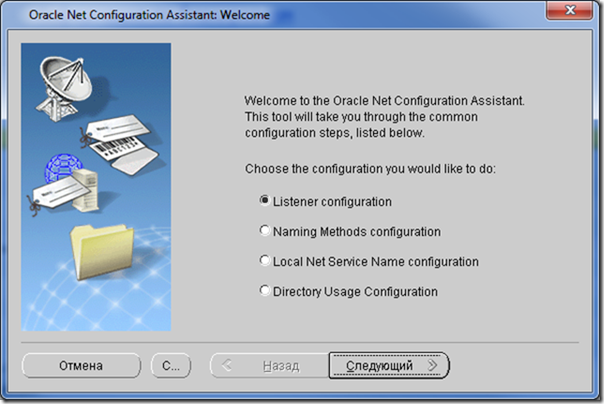 Oracle Net Configuration Assistant: Welcome
Welcome to the Oracle Net Configuration Assistant.
This tool will take you through the common
configuration steps, listed below.
Choose the configuration you would like to do:
Listener configuration
Naming Methods configuration
Local Net Service Name configuration
Directory Usage Configuration
Отмена
С...
Назад
Следующий